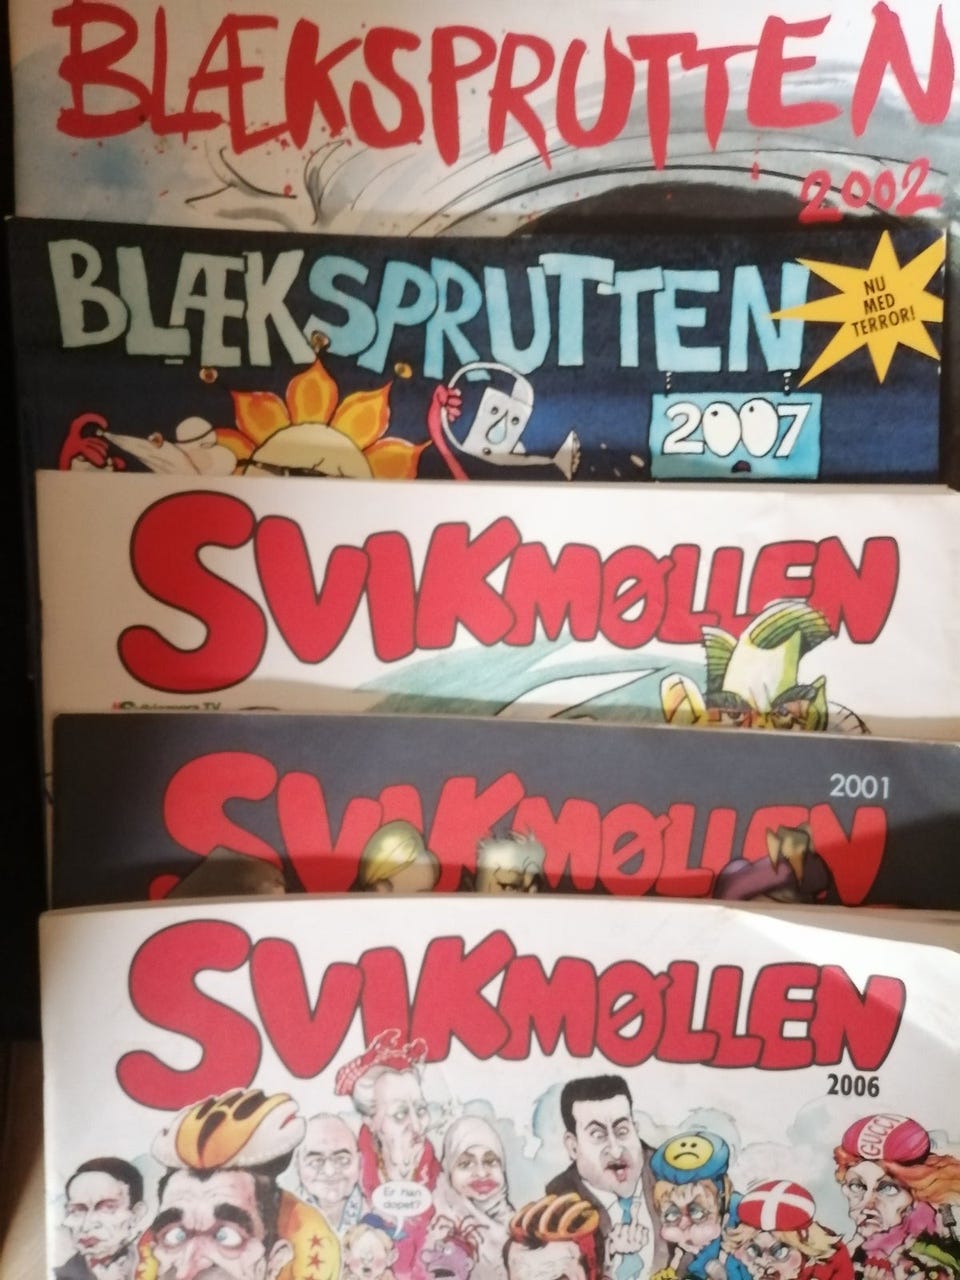 BLÆKSPRUTTEN
2002
BLÆKSPRUTTEN
NU
MED
TERROR!
2007
SVIKMØLLEN
SVIKMØLLEN
2001
SVIKMØLLEN
2006
GUCCI
Er han
dopet?